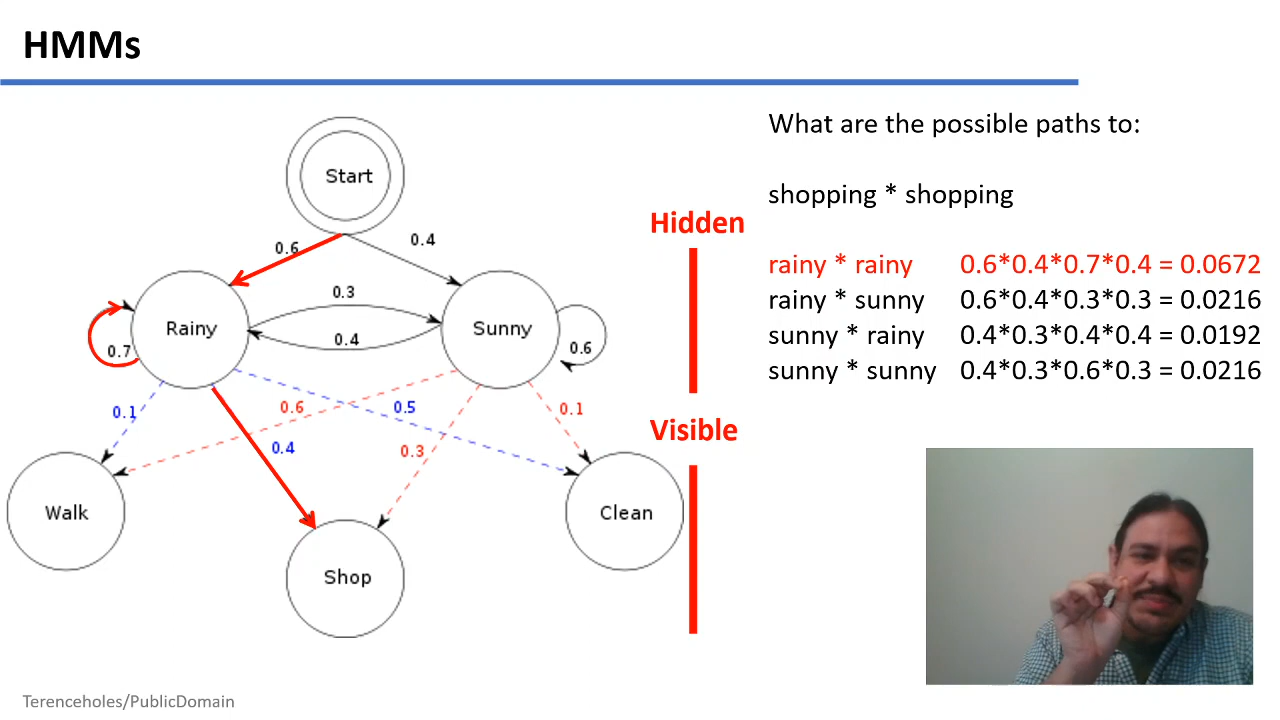 HMMs
Start
0.6
0.4
0.3
Rainy
Sunny
0.4
0.7
0.6
0.1
0.6
0.5
0.1
0.4
0.3
Walk
Clean
Shop
Hidden
Visible
What are the possible paths to:
shopping * shopping
rainy * rainy 0.6*0.4*0.7*0.4 = 0.0672
rainy * sunny 0.6*0.4*0.3*0.3 = 0.0216
sunny * rainy 0.4*0.3*0.4*0.4 = 0.0192
sunny * sunny 0.4*0.3*0.6*0.3 = 0.0216
Terenceholes/PublicDomain